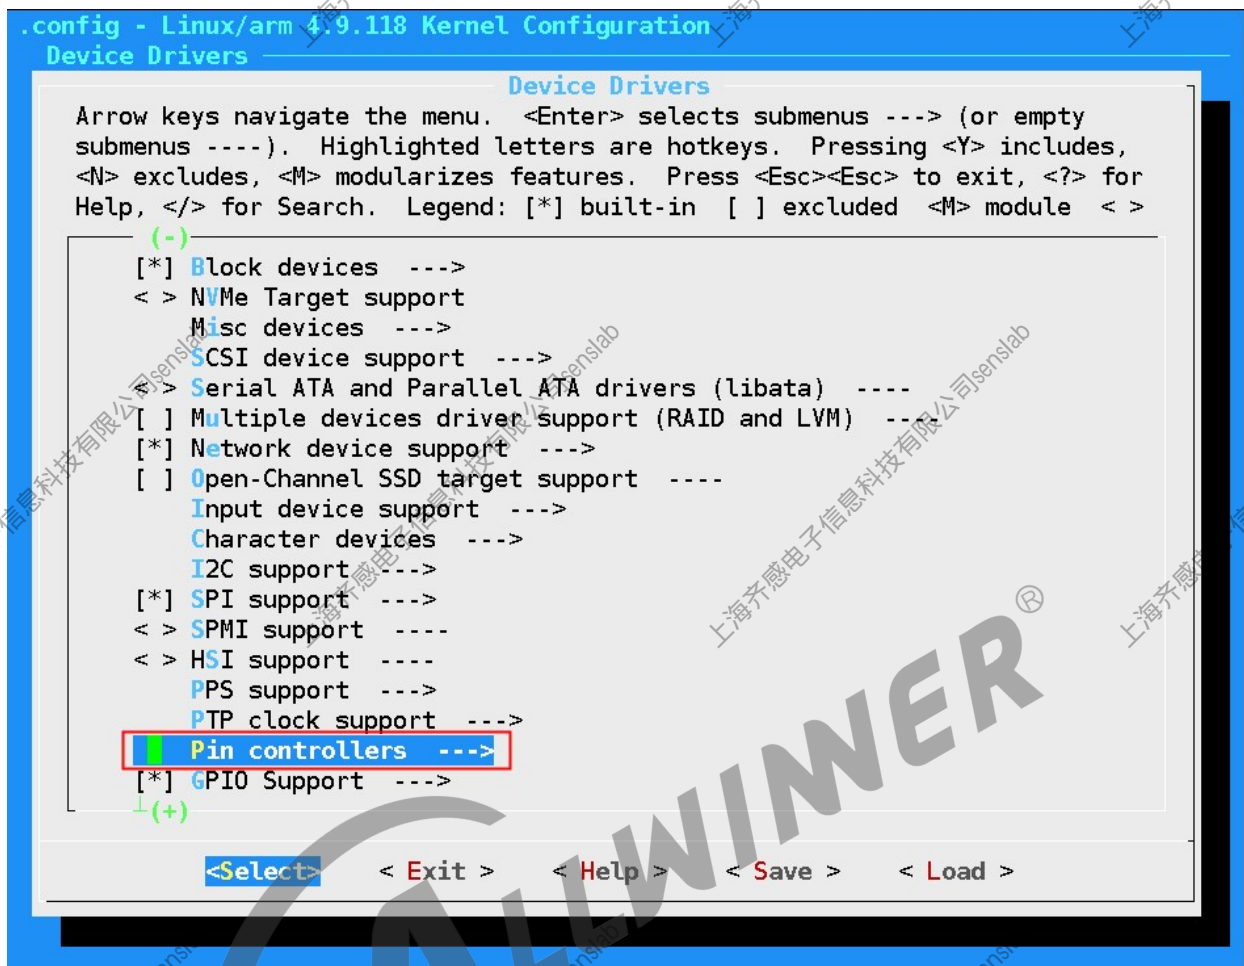 .config - Linux/arm 4.9.118 Kernel Configuration
Device Drivers
Device Drivers
Arrow keys navigate the menu.  <Enter> selects submenus ---> (or empty
submenus ----).  Highlighted letters are hotkeys.  Pressing <Y> includes,
<N> excludes, <M> modularizes features.  Press <Esc><Esc> to exit, <?> for
Help, </> for Search.  Legend: [*] built-in  [ ] excluded  <M> module  < >
(-)
[*] Block devices  --->
< > NVMe Target support
Misc devices  --->
SCSI device support  --->
< > Serial ATA and Parallel ATA drivers (libata)  ----
[ ] Multiple devices driver support (RAID and LVM)  ----
[*] Network device support  --->
[ ] Open-Channel SSD target support  ----
Input device support  --->
Character devices  --->
I2C support  --->
[*] SPI support  --->
< > SPMI support  ----
< > HSI support  ----
PPS support  --->
PTP clock support  --->
Pin controllers  --->
[*] GPIO Support  --->
(+)
<Select>    < Exit >    < Help >    < Save >    < Load >
ALLWINNER®
上海齐感电子信息科技有限公司senslab
上海齐感电子信息科技有限公司senslab